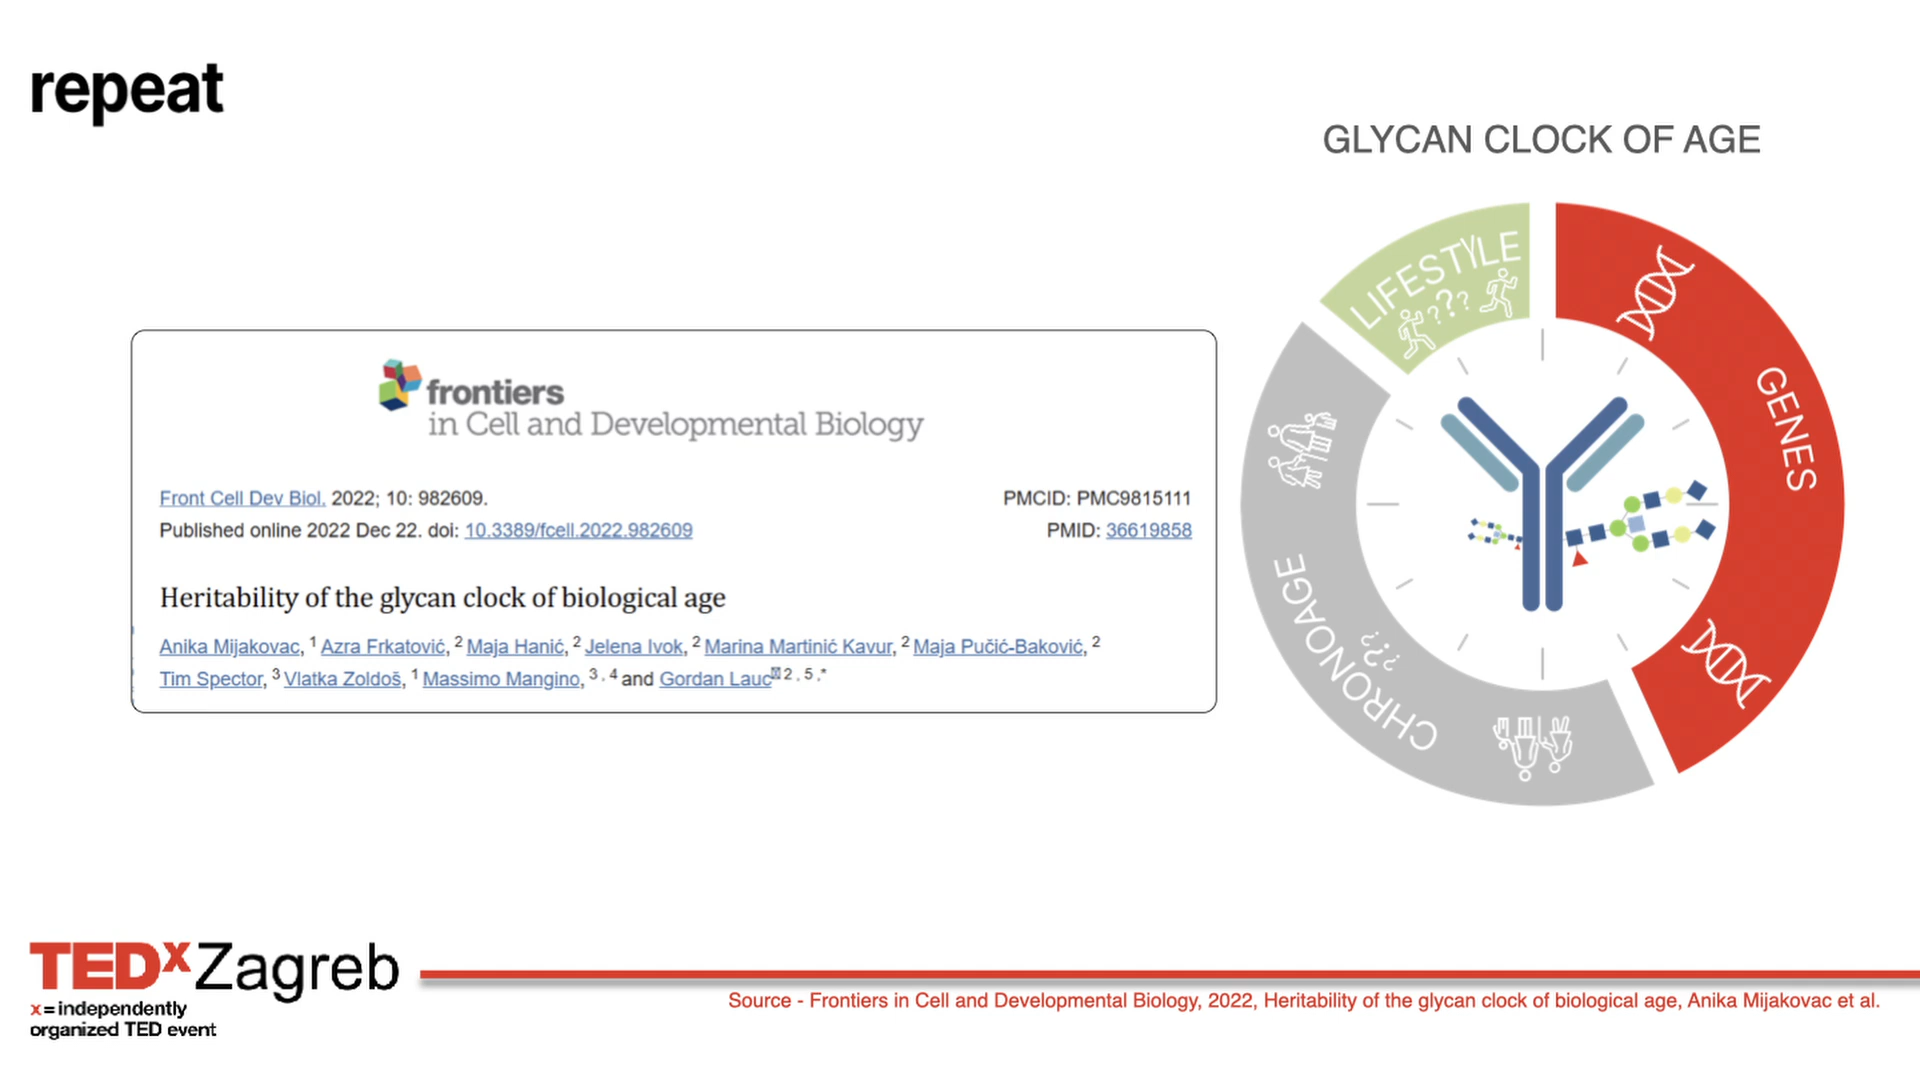 repeat
GLYCAN CLOCK OF AGE
LIFESTYLE
???
GENES
CHRONOAGE
???
frontiers
in Cell and Developmental Biology
Front Cell Dev Biol. 2022; 10: 982609.
PMCID: PMC9815111
Published online 2022 Dec 22. doi: 10.3389/fcell.2022.982609
PMID: 36619858
Heritability of the glycan clock of biological age
Anika Mijakovac, 1 Azra Frkatović, 2 Maja Hanić, 2 Jelena Ivok, 2 Marina Martinić Kavur, 2 Maja Pučić-Baković, 2
Tim Spector, 3 Vlatka Zoldoš, 1 Massimo Mangino, 3 , 4 and Gordan Lauc 2 , 5 ,*
TEDxZagreb
x = independently
organized TED event
Source - Frontiers in Cell and Developmental Biology, 2022, Heritability of the glycan clock of biological age, Anika Mijakovac et al.